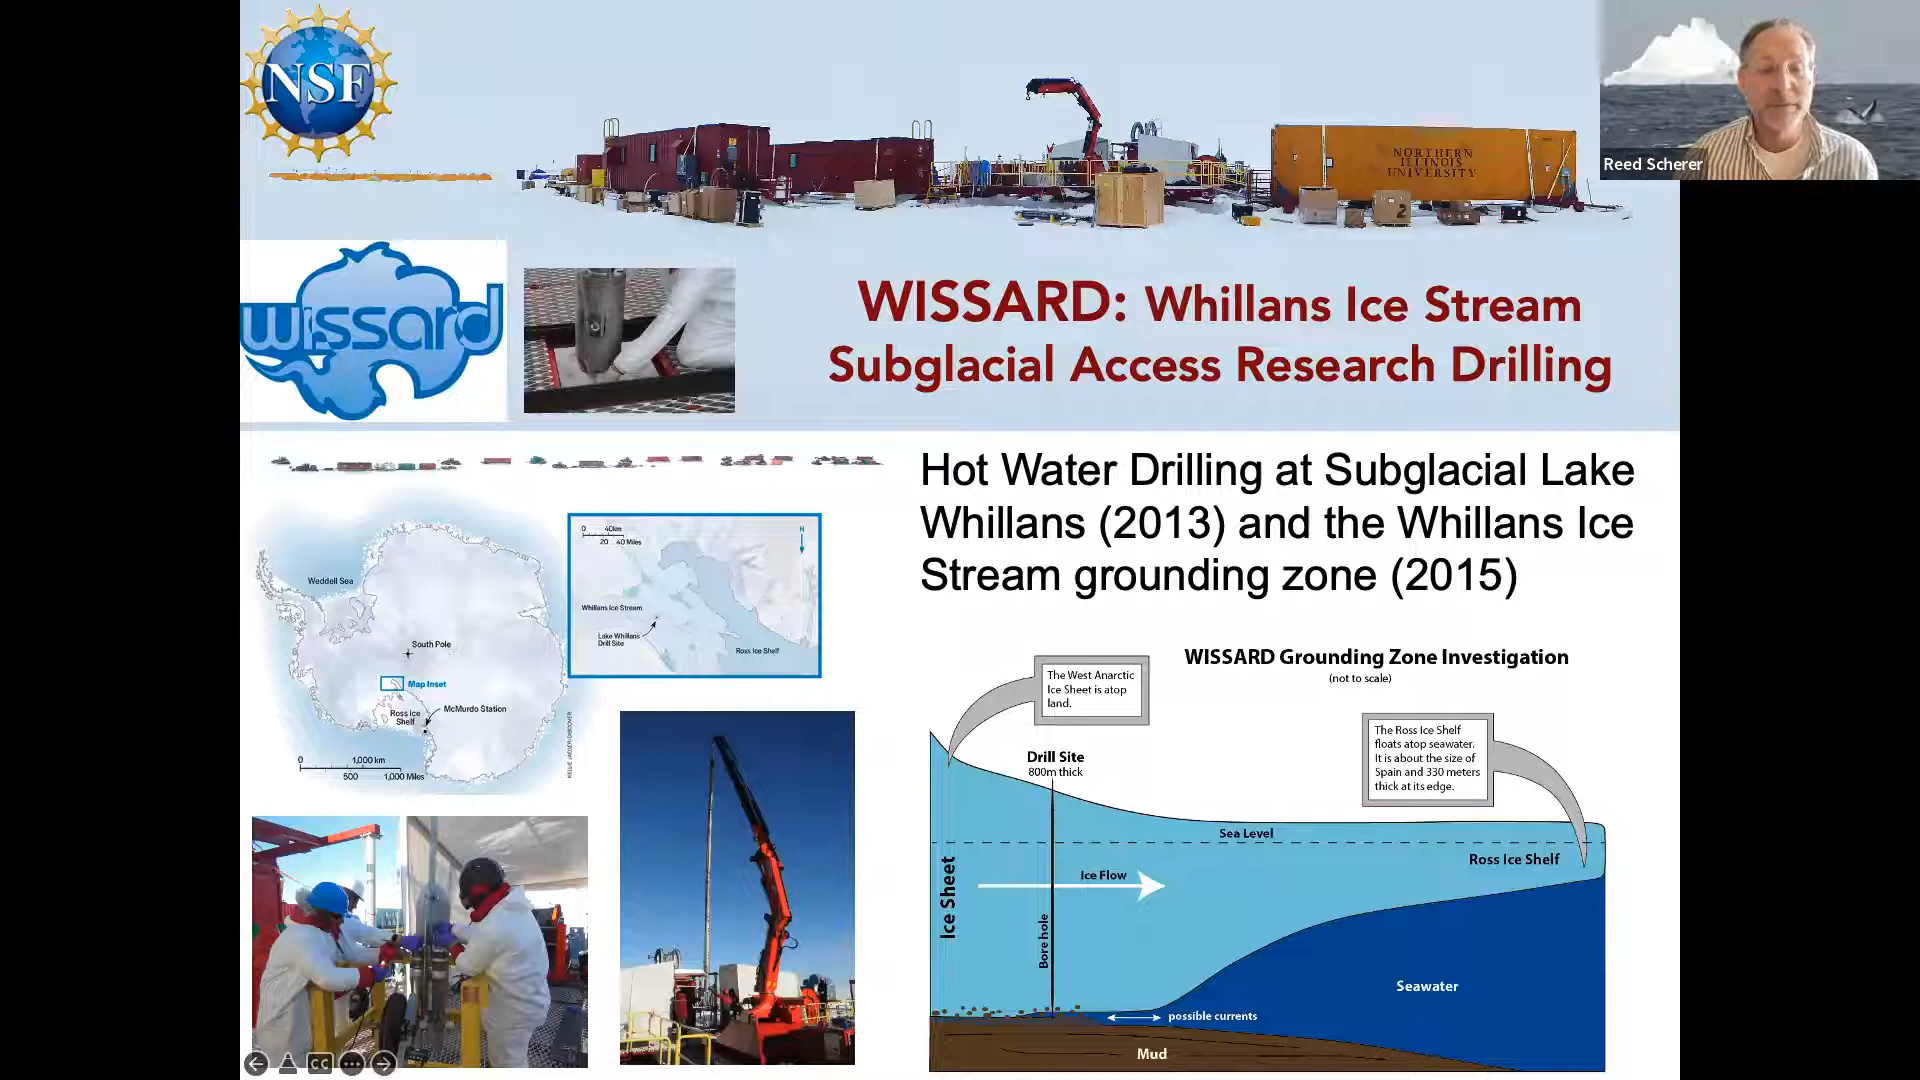 NSF
NORTHERN
ILLINOIS
UNIVERSITY
2
Reed Scherer
wissard
WISSARD: Whillans Ice Stream
Subglacial Access Research Drilling
Hot Water Drilling at Subglacial Lake
Whillans (2013) and the Whillans Ice
Stream grounding zone (2015)
Weddell Sea
South Pole
Map Inset
Ross Ice
Shelf
McMurdo Station
0 1,000 km
500 1,000 Miles
KELLIE JAEGER/DISCOVER
0 40km
20 40 Miles
N
Whillans Ice Stream
Lake Whillans
Drill Site
Ross Ice Shelf
WISSARD Grounding Zone Investigation
(not to scale)
The West Anarctic
Ice Sheet is atop
land.
The Ross Ice Shelf
floats atop seawater.
It is about the size of
Spain and 330 meters
thick at its edge.
Drill Site
800m thick
Sea Level
Ross Ice Shelf
Ice Flow
Ice Sheet
Bore hole
Seawater
possible currents
Mud
CC